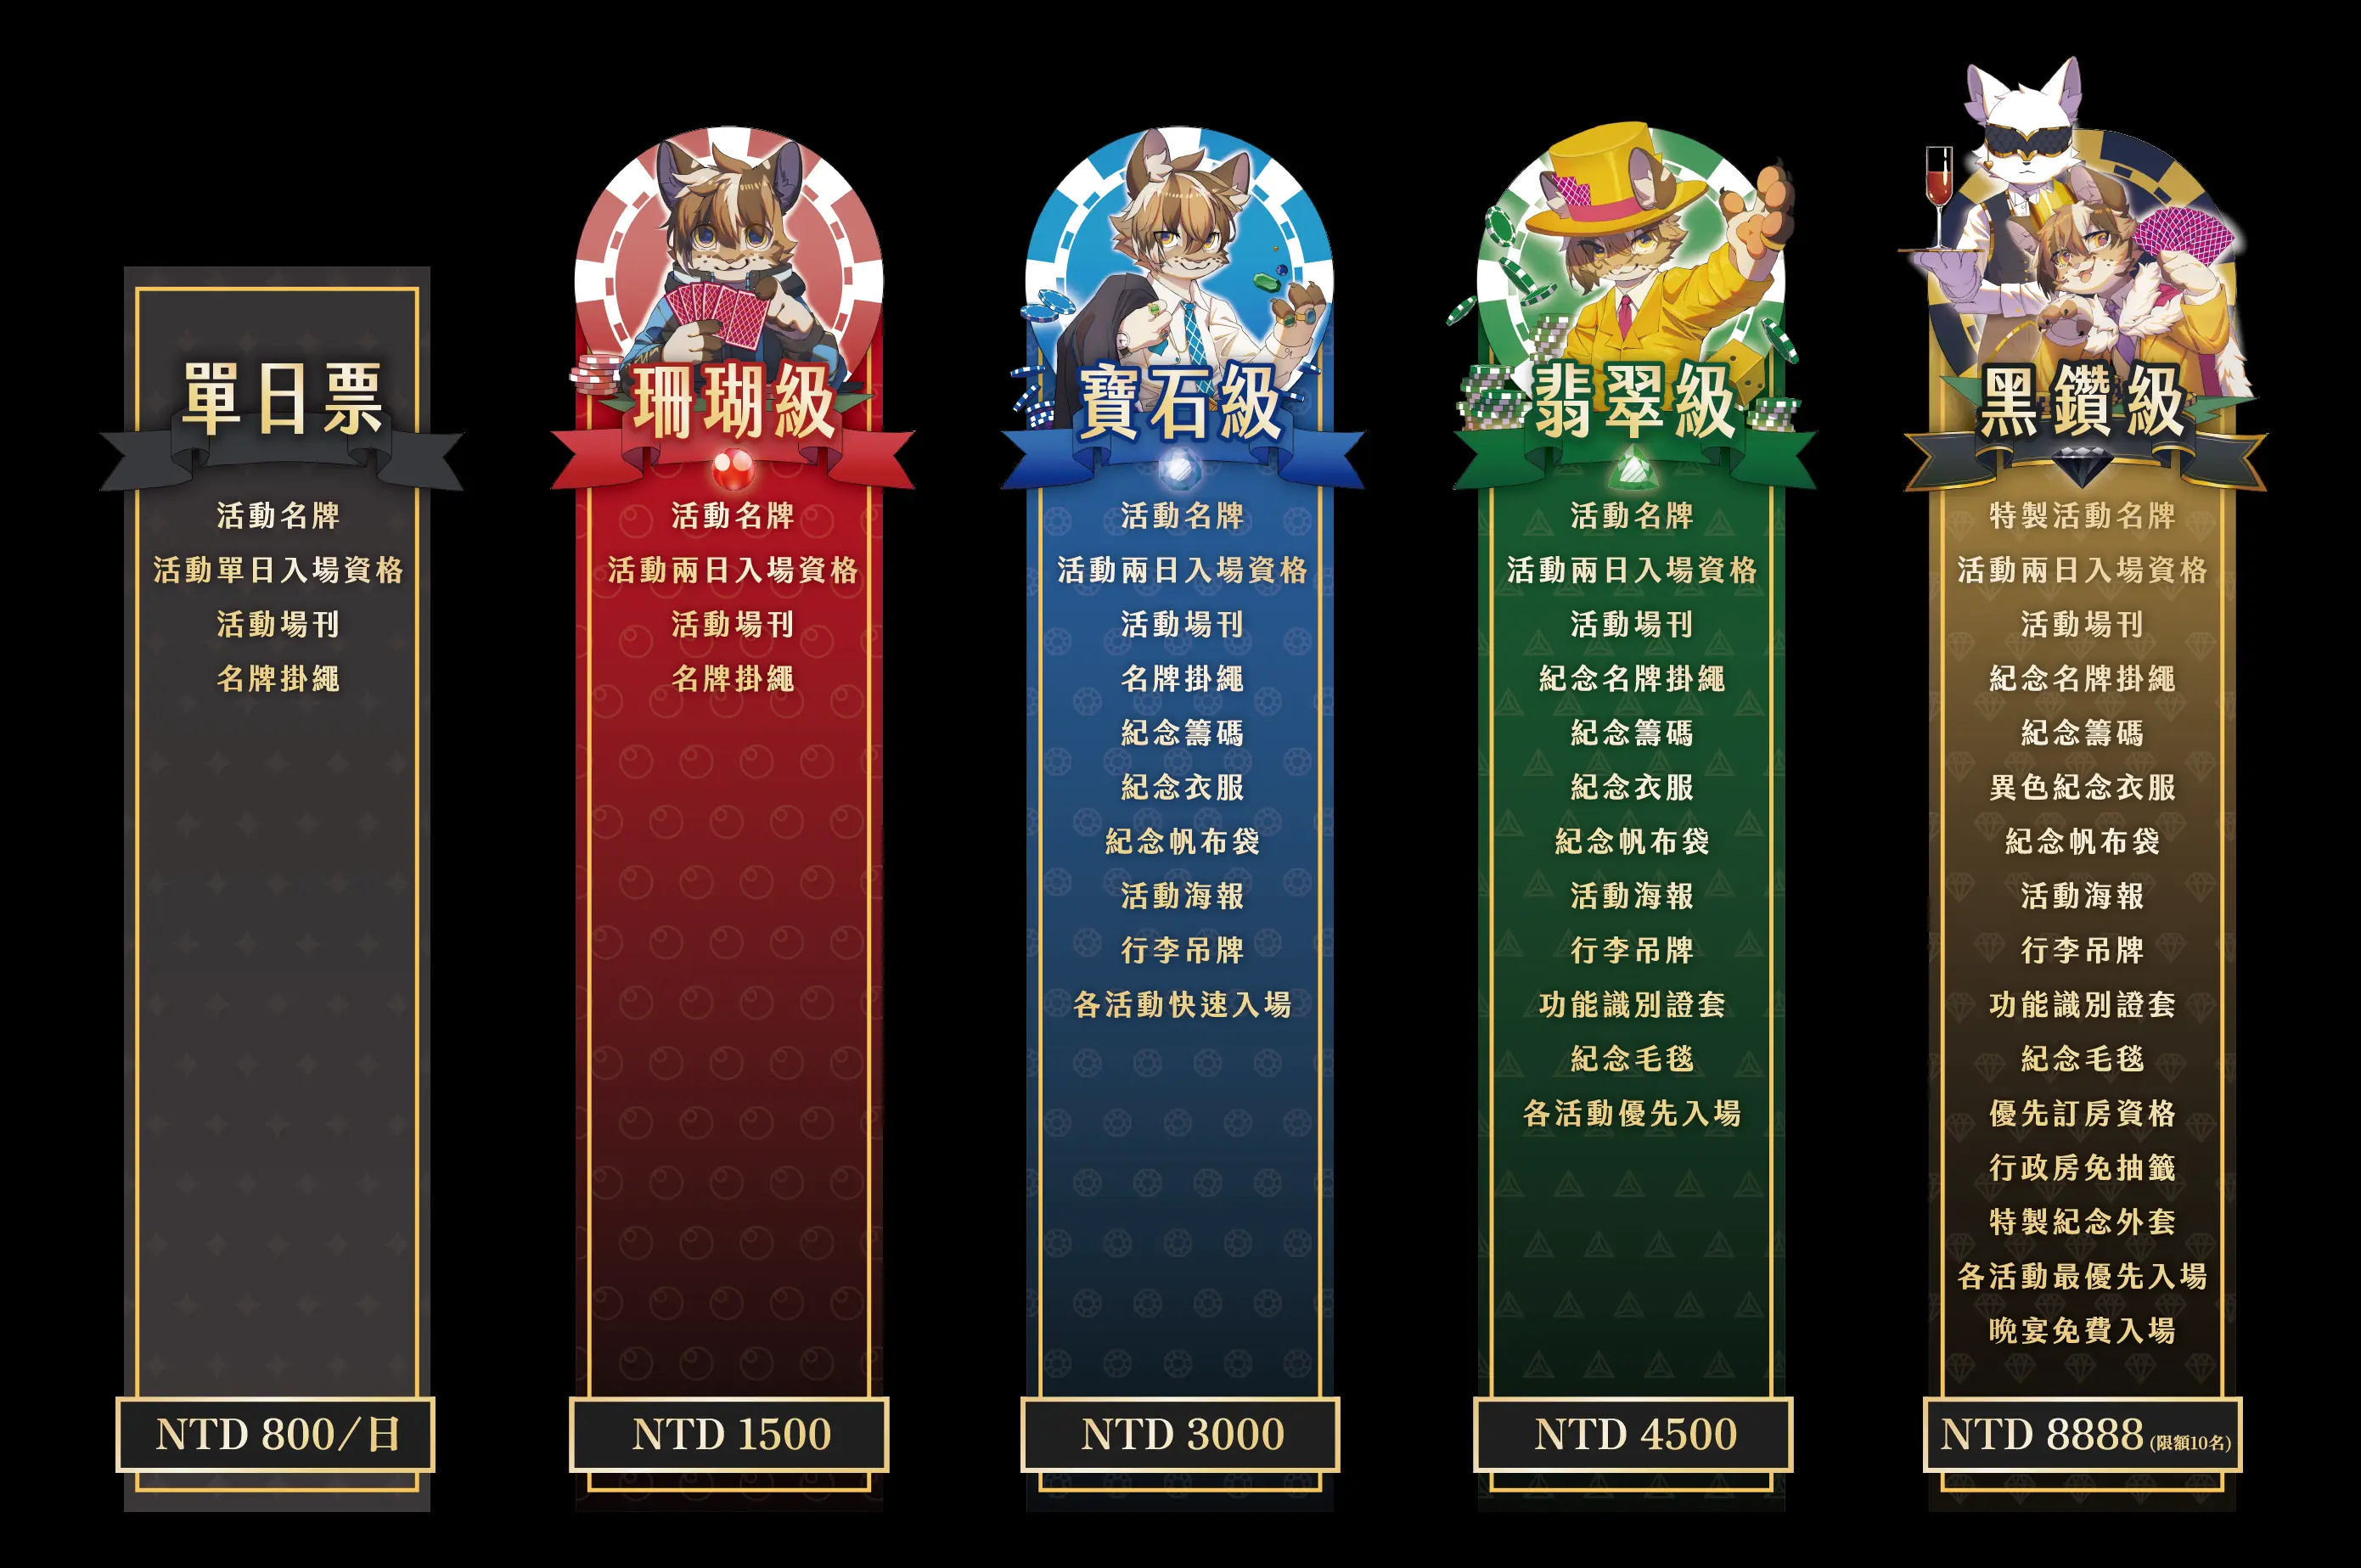 單日票
活動名牌
活動單日入場資格
活動場刊
名牌掛繩
NTD 800/日
珊瑚級
活動名牌
活動兩日入場資格
活動場刊
名牌掛繩
NTD 1500
寶石級
活動名牌
活動兩日入場資格
活動場刊
名牌掛繩
紀念籌碼
紀念衣服
紀念帆布袋
活動海報
行李吊牌
各活動快速入場
NTD 3000
翡翠級
活動名牌
活動兩日入場資格
活動場刊
紀念名牌掛繩
紀念籌碼
紀念衣服
紀念帆布袋
活動海報
行李吊牌
功能識別證套
紀念毛毯
各活動優先入場
NTD 4500
黑鑽級
特製活動名牌
活動兩日入場資格
活動場刊
紀念名牌掛繩
紀念籌碼
異色紀念衣服
紀念帆布袋
活動海報
行李吊牌
功能識別證套
紀念毛毯
優先訂房資格
行政房免抽籤
特製紀念外套
各活動最優先入場
晚宴免費入場
NTD 8888 (限額10名)